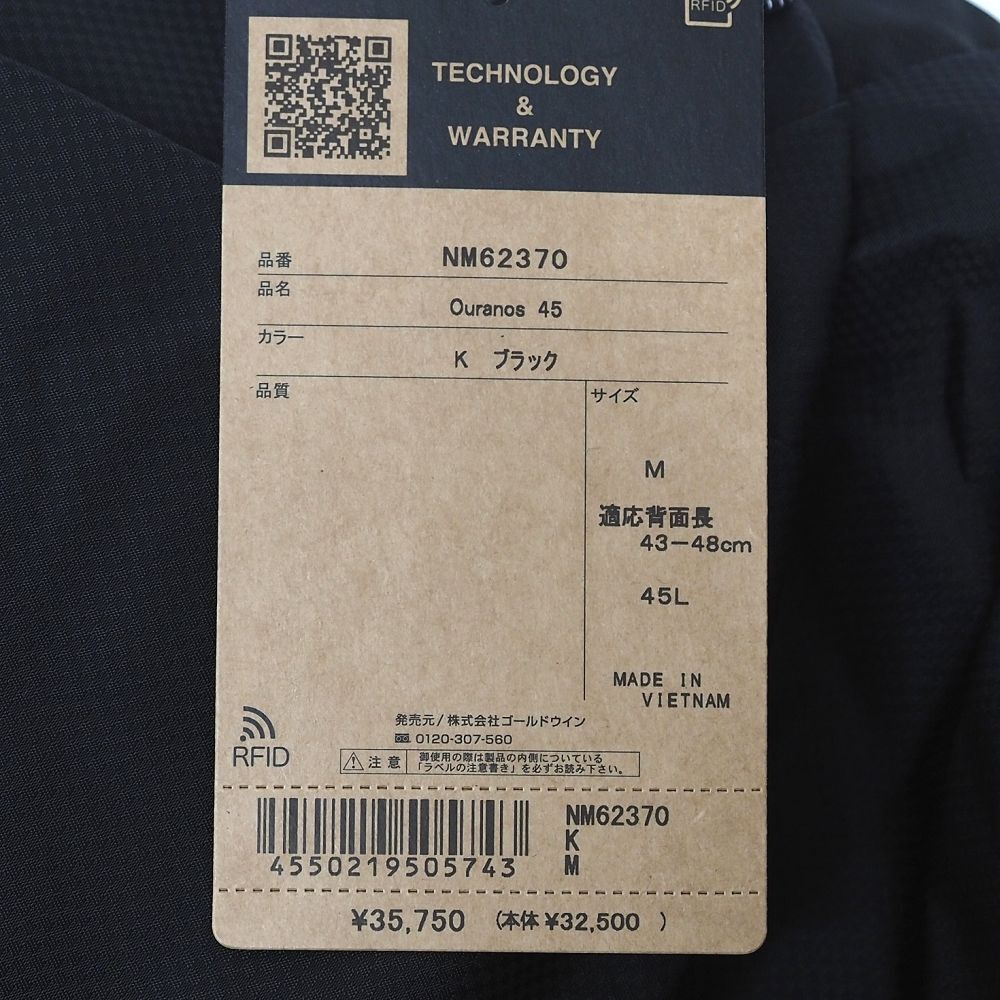 RFID
TECHNOLOGY
&
WARRANTY
品番 NM62370
品名 Ouranos 45
カラー K ブラック
品質
サイズ
M
適応背面長
43-48cm
45L
MADE IN
VIETNAM
発売元/株式会社ゴールドウイン
0120-307-560
RFID
注意
御使用の際は製品の内側についている
「ラベルの注意書き」を必ずお読み下さい。
NM62370
K
M
4550219505743
¥35,750 (本体 ¥32,500 )